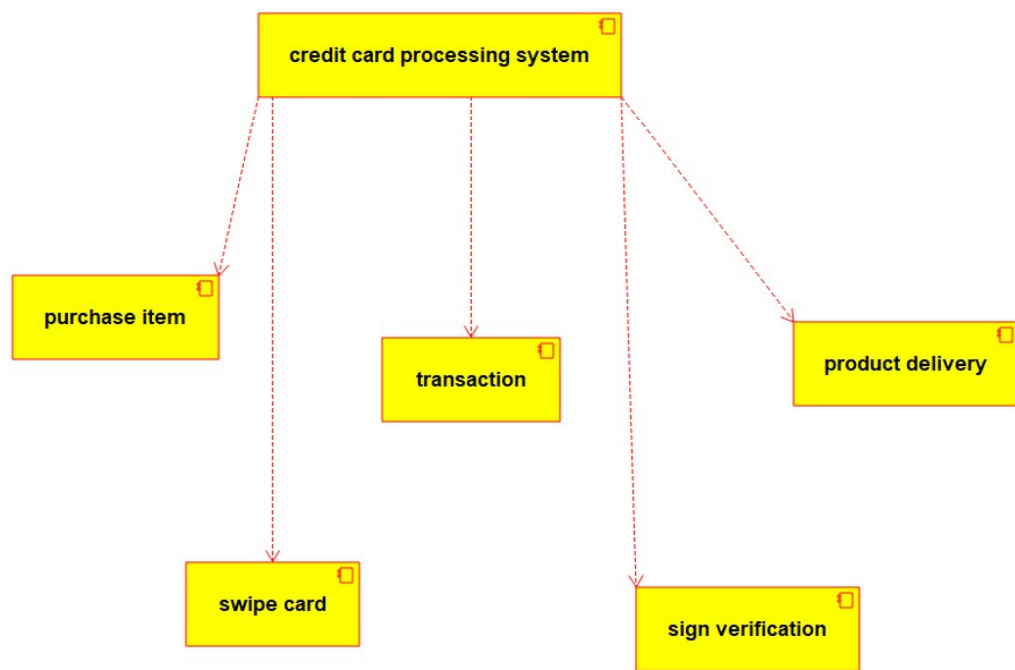 credit card processing system
purchase item
transaction
product delivery
swipe card
sign verification